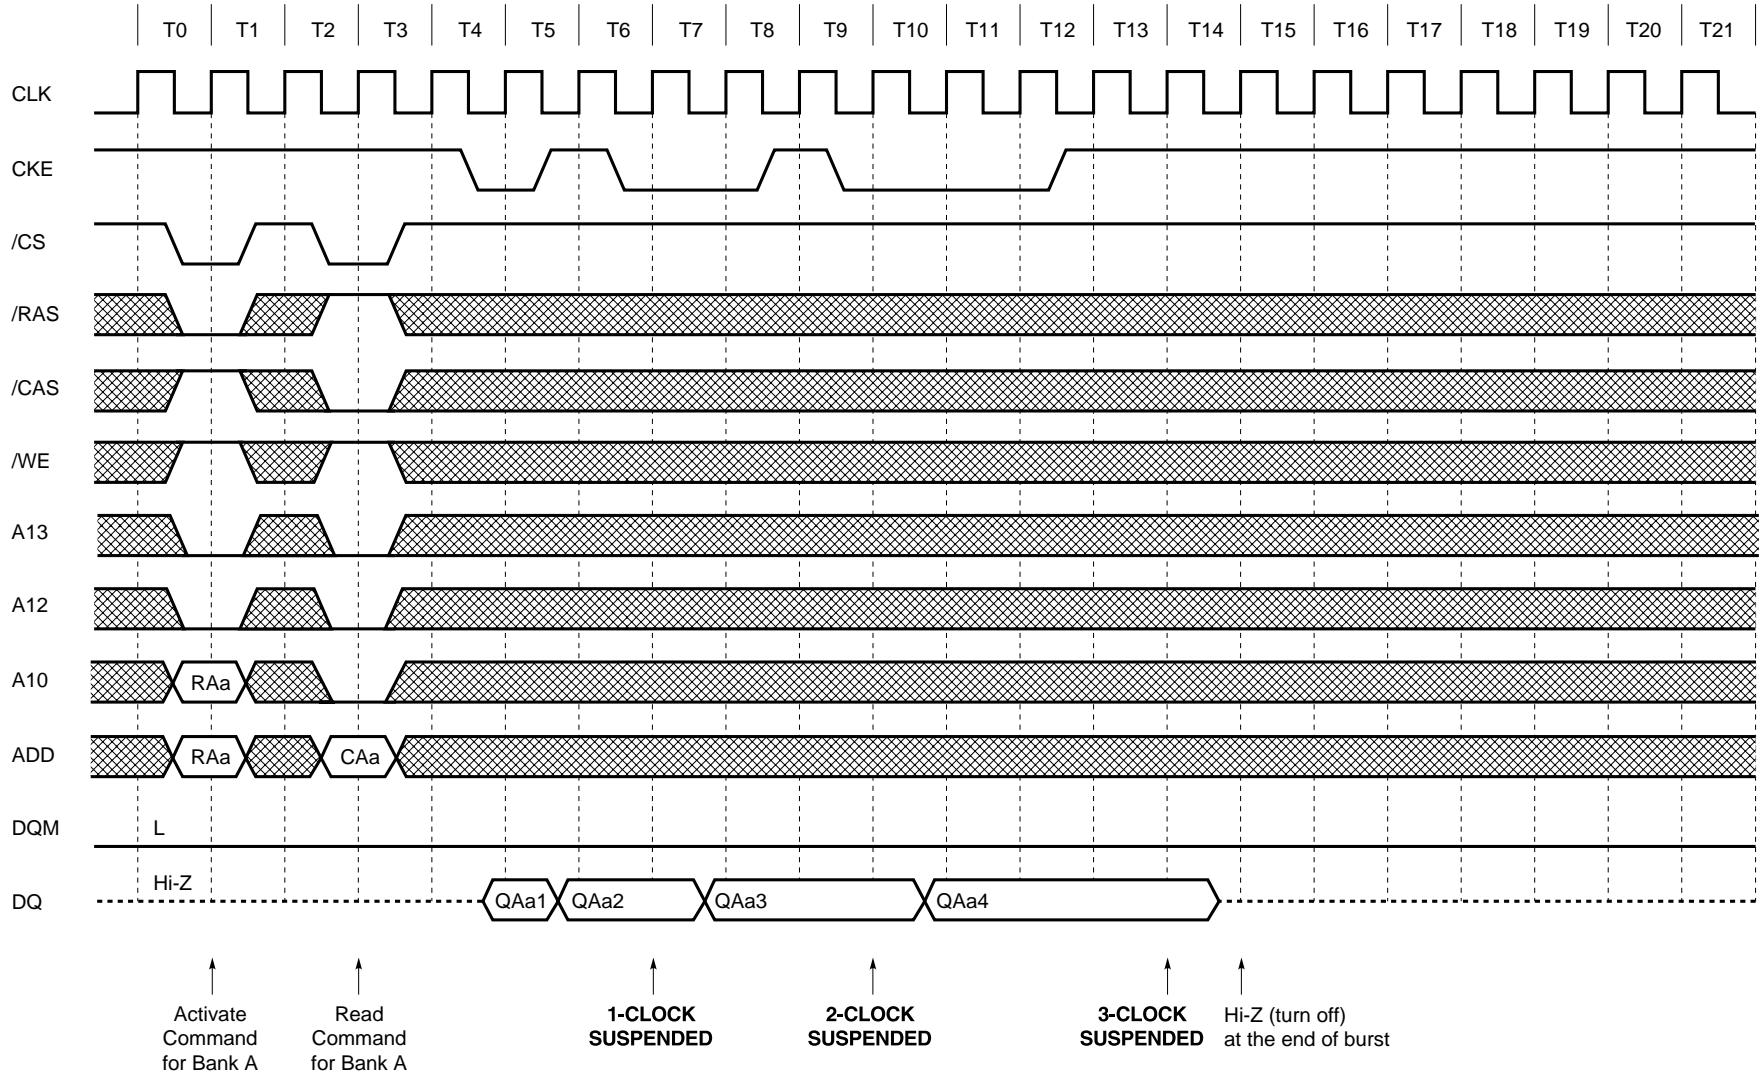 T0 T1 T2 T3 T4 T5 T6 T7 T8 T9 T10 T11 T12 T13 T14 T15 T16 T17 T18 T19 T20 T21
CLK
CKE
/CS
/RAS
/CAS
/WE
A13
A12
A10 RAa
ADD RAa CAa
DQM L
Hi-Z
DQ QAa1 QAa2 QAa3 QAa4
Activate
Command
for Bank A
Read
Command
for Bank A
1-CLOCK
SUSPENDED
2-CLOCK
SUSPENDED
3-CLOCK
SUSPENDED
Hi-Z (turn off)
at the end of burst